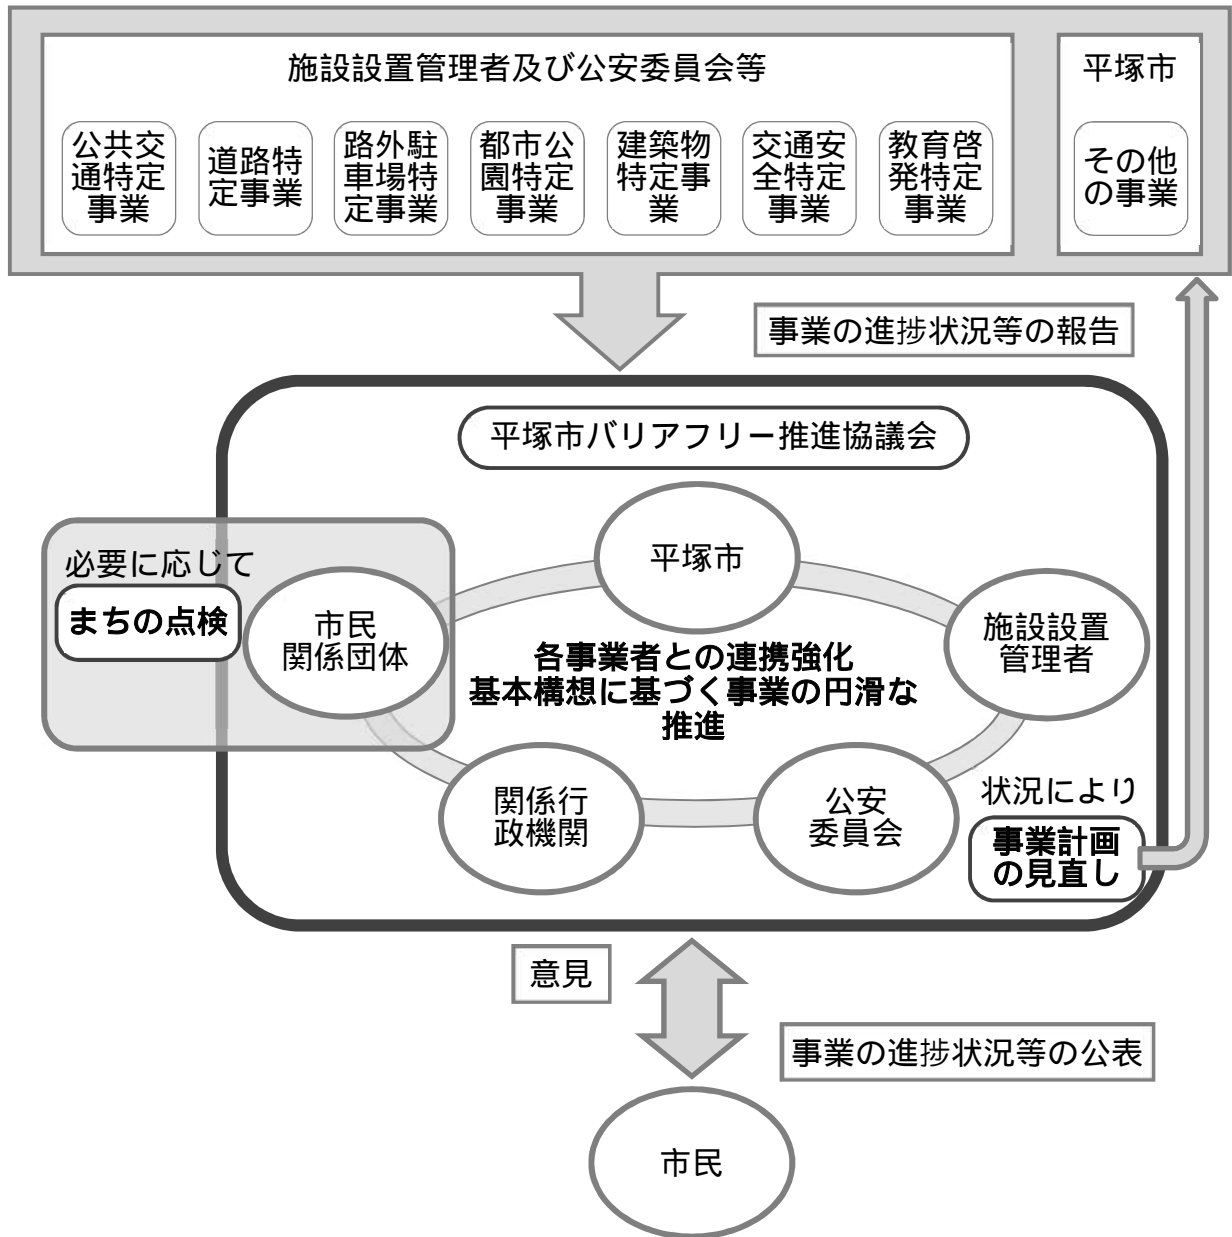 施設設置管理者及び公安委員会等
平塚市
公共交
通特定
事業
道路特
定事業
路外駐
車場特
定事業
都市公
園特定
事業
建築物
特定事
業
交通安
全特定
事業
教育啓
発特定
事業
その他
の事業
事業の進捗状況等の報告
平塚市バリアフリー推進協議会
平塚市
必要に応じて
まちの点検
市民
関係団体
施設設置
管理者
各事業者との連携強化
基本構想に基づく事業の円滑な
推進
関係行
政機関
公安
委員会
状況により
事業計画
の見直し
意見
事業の進捗状況等の公表
市民